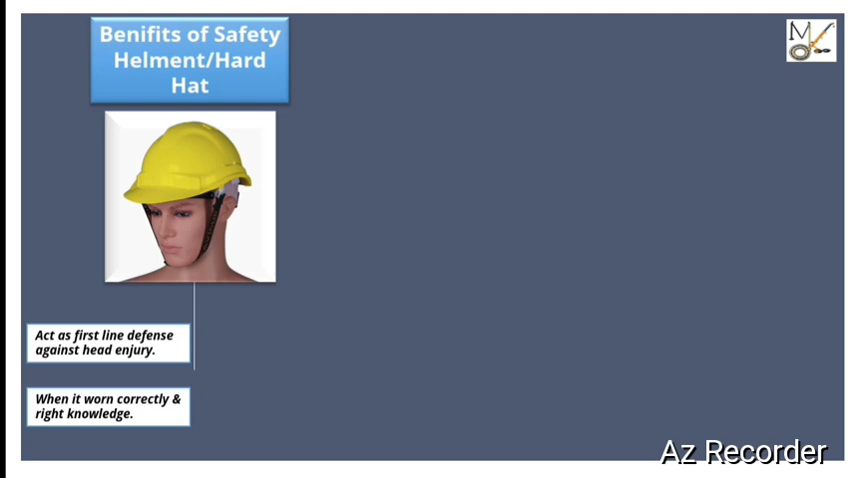 Benifits of Safety
Helment/Hard
Hat
M
Act as first line defense
against head enjury.
When it worn correctly &
right knowledge.
Az Recorder